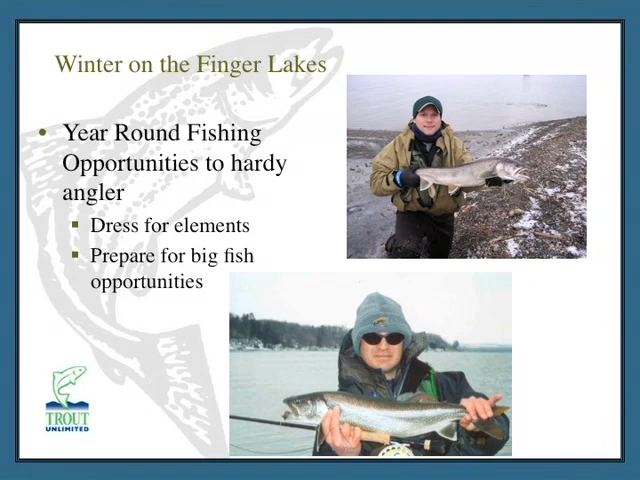 Winter on the Finger Lakes
• Year Round Fishing
Opportunities to hardy
angler
▪ Dress for elements
▪ Prepare for big fish
opportunities
TROUT
UNLIMITED